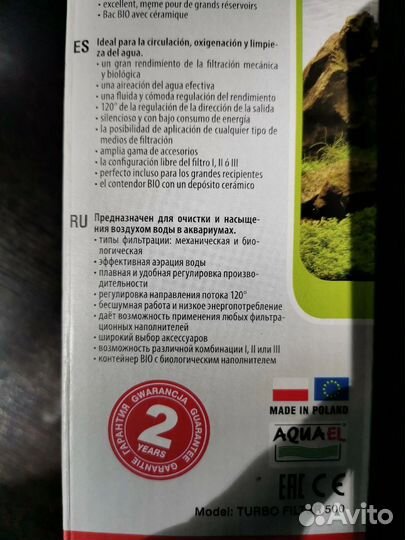 • excellent, même pour de grands réservoirs
• Bac BIO avec céramique
ES
Ideal para la circulación, oxigenación y limpie-
za del agua.
• un gran rendimiento de la filtración mecánica
y biológica
• una aireación del agua efectiva
• una fluida y cómoda regulación del rendimiento
• 120° de la regulación de la dirección de la salida
• silencioso y con bajo consumo de energía
• la posibilidad de aplicación de cualquier tipo de
medios de filtración
• amplia gama de accesorios
• la configuración libre del filtro I, II ó III
• perfecto incluso para los grandes recipientes
• el contendor BIO con un depósito cerámico
RU
Предназначен для очистки и насыще-
ния воздухом воды в аквариумах.
• типы фильтрации: механическая и био-
логическая
• эффективная аэрация воды
• плавная и удобная регулировка произво-
дительности
• регулировка направления потока 120°
• бесшумная работа и низкое энергопотребление
• даёт возможность применения любых фильтра-
ционных наполнителей
• широкий выбор аксессуаров
• возможность различной комбинации I, II или III
• контейнер BIO с биологическим наполнителем
GWARANCJA
GUARANTEE
GARANTIE
ГАРАНТИЯ
2
YEARS
MADE IN POLAND
AQUAEL
EAC CE
Model: TURBO 500
Avito